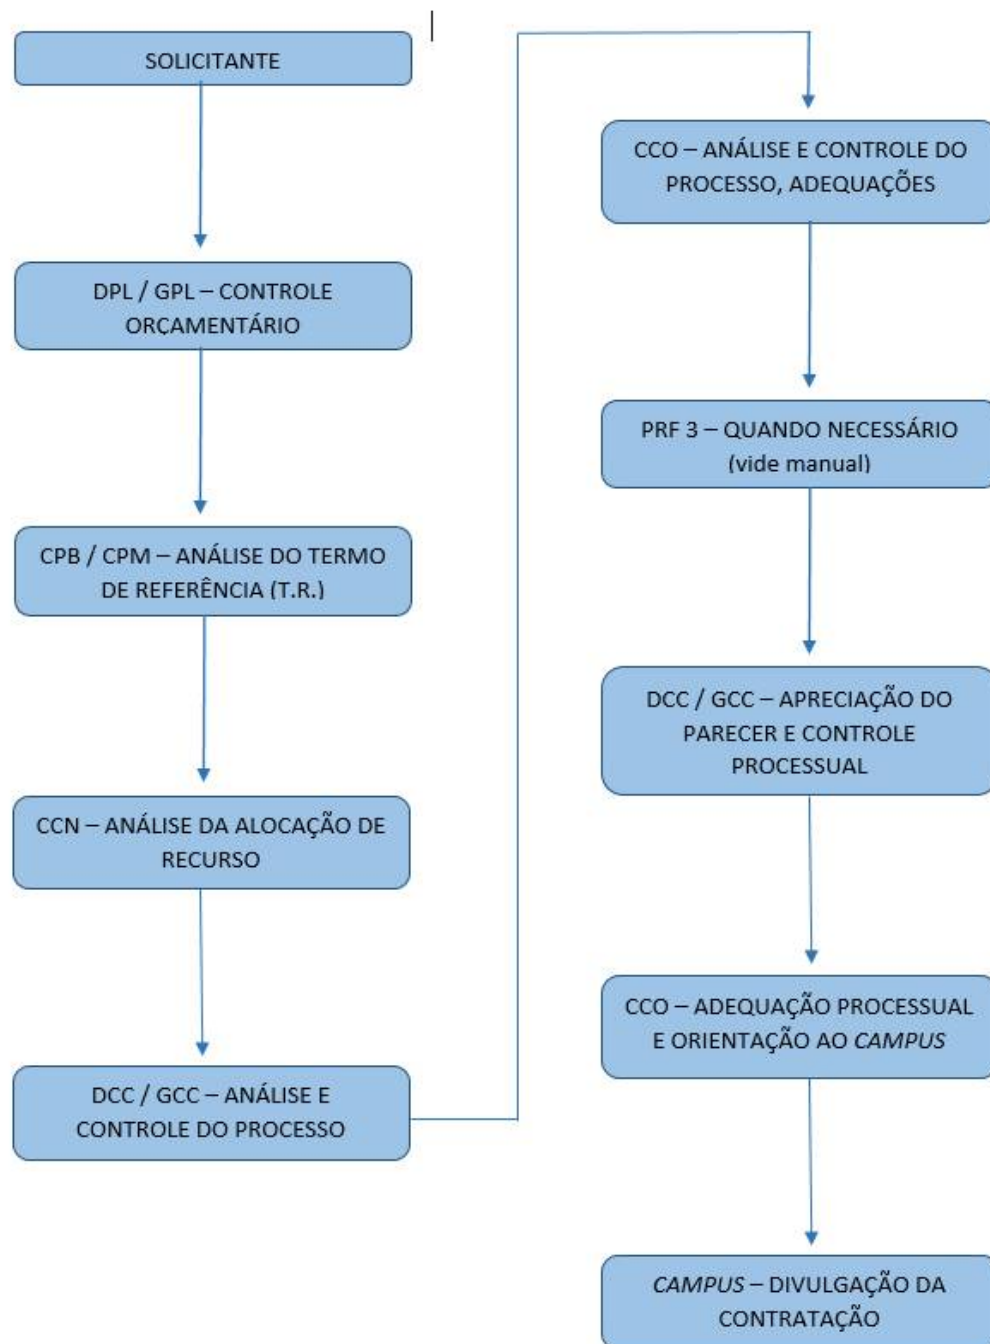 SOLICITANTE
DPL / GPL – CONTROLE
ORÇAMENTÁRIO
CPB / CPM – ANÁLISE DO TERMO
DE REFERÊNCIA (T.R.)
CCN – ANÁLISE DA ALOCAÇÃO DE
RECURSO
DCC / GCC – ANÁLISE E
CONTROLE DO PROCESSO
CCO – ANÁLISE E CONTROLE DO
PROCESSO, ADEQUAÇÕES
PRF 3 – QUANDO NECESSÁRIO
(vide manual)
DCC / GCC – APRECIAÇÃO DO
PARECER E CONTROLE
PROCESSUAL
CCO – ADEQUAÇÃO PROCESSUAL
E ORIENTAÇÃO AO CAMPUS
CAMPUS – DIVULGAÇÃO DA
CONTRATAÇÃO